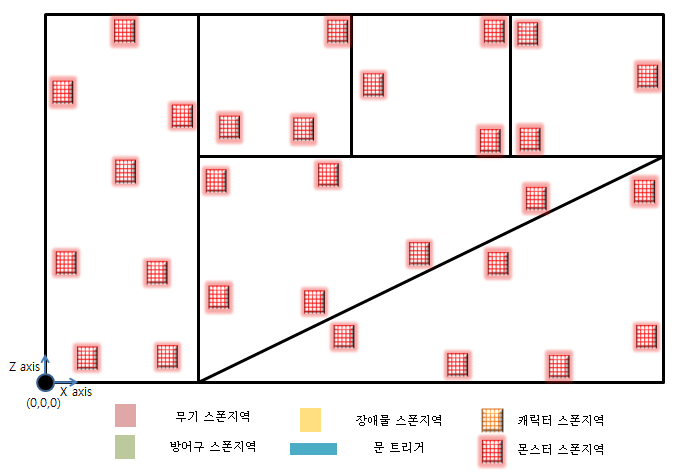 Z axis
X axis
(0,0,0)
무기 스폰지역
장애물 스폰지역
캐릭터 스폰지역
방어구 스폰지역
문 트리거
몬스터 스폰지역